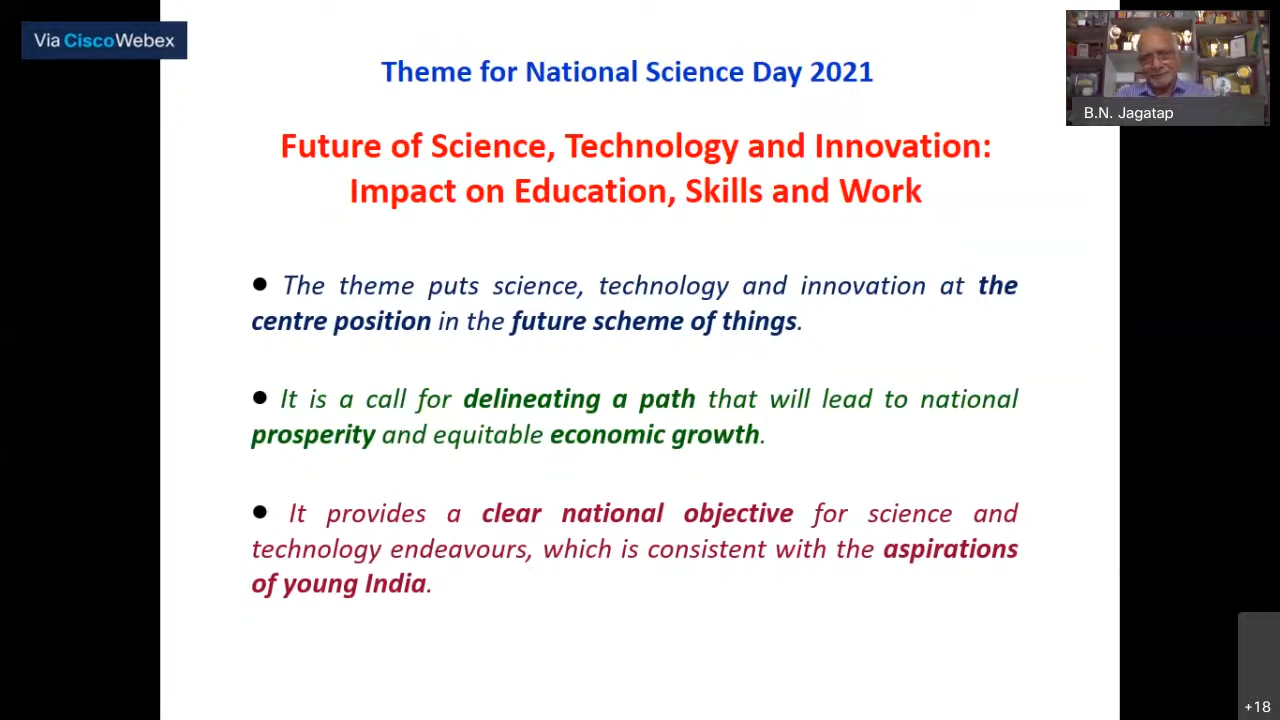 Via CiscoWebex
Theme for National Science Day 2021
B.N. Jagatap
Future of Science, Technology and Innovation:
Impact on Education, Skills and Work
● The theme puts science, technology and innovation at the
centre position in the future scheme of things.
● It is a call for delineating a path that will lead to national
prosperity and equitable economic growth.
● It provides a clear national objective for science and
technology endeavours, which is consistent with the aspirations
of young India.
+18